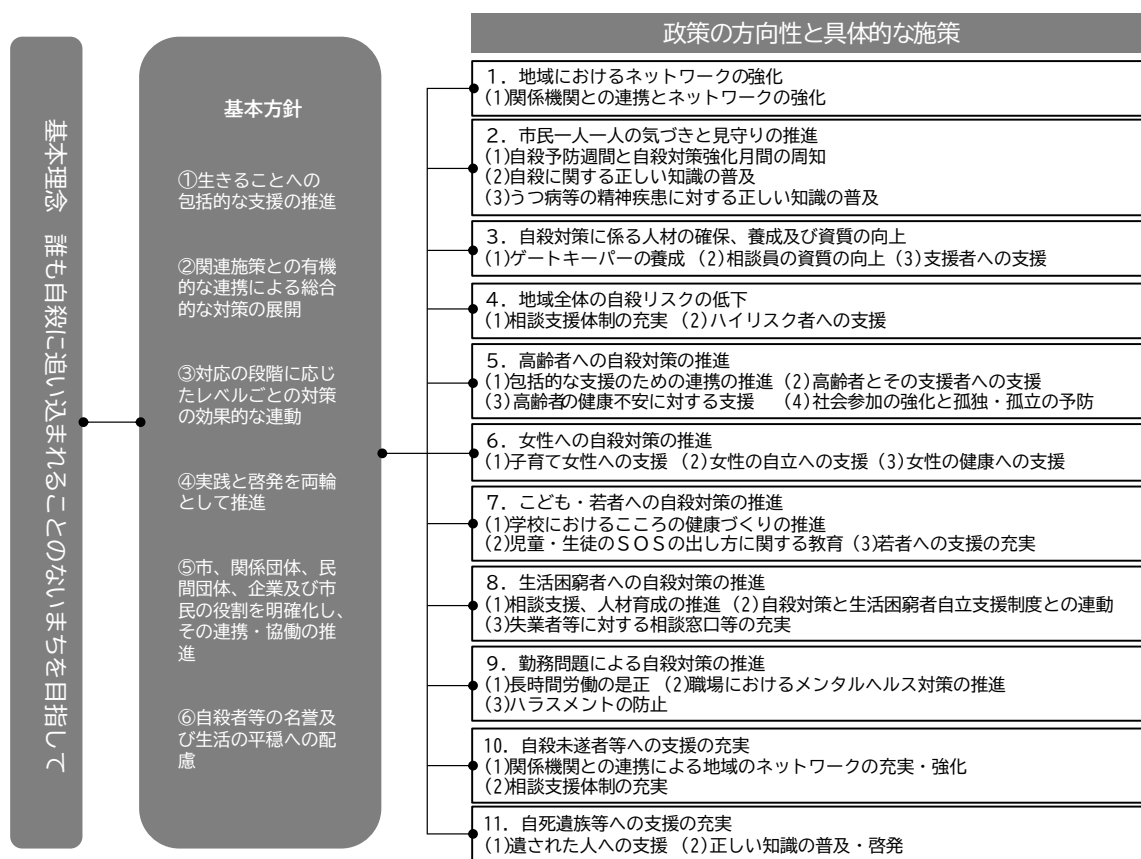 基本理念　誰も自殺に追い込まれることのないまちを目指して
基本方針
①生きることへの
包括的な支援の推進
②関連施策との有機
的な連携による総合
的な対策の展開
③対応の段階に応じ
たレベルごとの対策
の効果的な連動
④実践と啓発を両輪
として推進
⑤市、関係団体、民
間団体、企業及び市
民の役割を明確化し、
その連携・協働の推
進
⑥自殺者等の名誉及
び生活の平穏への配
慮
政策の方向性と具体的な施策
１．地域におけるネットワークの強化
(1)関係機関との連携とネットワークの強化
２．市民一人一人の気づきと見守りの推進
(1)自殺予防週間と自殺対策強化月間の周知
(2)自殺に関する正しい知識の普及
(3)うつ病等の精神疾患に対する正しい知識の普及
３．自殺対策に係る人材の確保、養成及び資質の向上
(1)ゲートキーパーの養成 (2)相談員の資質の向上 (3)支援者への支援
４．地域全体の自殺リスクの低下
(1)相談支援体制の充実 (2)ハイリスク者への支援
５．高齢者への自殺対策の推進
(1)包括的な支援のための連携の推進 (2)高齢者とその支援者への支援
(3)高齢者の健康不安に対する支援　(4)社会参加の強化と孤独・孤立の予防
６．女性への自殺対策の推進
(1)子育て女性への支援 (2)女性の自立への支援 (3)女性の健康への支援
７．こども・若者への自殺対策の推進
(1)学校におけるこころの健康づくりの推進
(2)児童・生徒のＳＯＳの出し方に関する教育 (3)若者への支援の充実
８．生活困窮者への自殺対策の推進
(1)相談支援、人材育成の推進 (2)自殺対策と生活困窮者自立支援制度との連動
(3)失業者等に対する相談窓口等の充実
９．勤務問題による自殺対策の推進
(1)長時間労働の是正 (2)職場におけるメンタルヘルス対策の推進
(3)ハラスメントの防止
10．自殺未遂者等への支援の充実
(1)関係機関との連携による地域のネットワークの充実・強化
(2)相談支援体制の充実
11．自死遺族等への支援の充実
(1)遺された人への支援 (2)正しい知識の普及・啓発